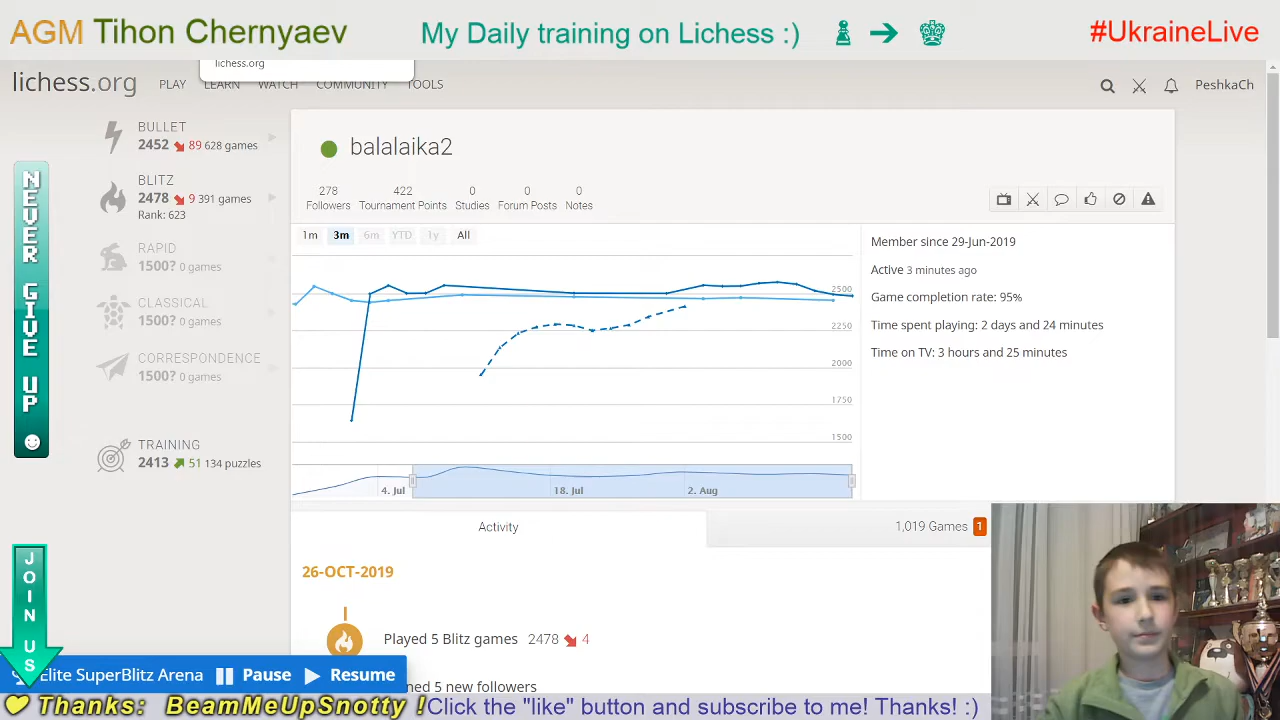 AGM Tihon Chernyaev
My Daily training on Lichess :)
#UkraineLive
lichess.org
lichess.org
PLAY LEARN WATCH COMMUNITY TOOLS
PeshkaCh
NEVER GIVE UP
BULLET
2452 89 628 games
BLITZ
2478 9 391 games
Rank: 623
RAPID
1500? 0 games
CLASSICAL
1500? 0 games
CORRESPONDENCE
1500? 0 games
TRAINING
2413 51 134 puzzles
balalaika2
278 422 0 0 0
Followers Tournament Points Studies Forum Posts Notes
1m 3m 6m YTD 1y All
2500
2250
2000
1750
1500
4. Jul 18. Jul 2. Aug
Member since 29-Jun-2019
Active 3 minutes ago
Game completion rate: 95%
Time spent playing: 2 days and 24 minutes
Time on TV: 3 hours and 25 minutes
Activity
1,019 Games 1
26-OCT-2019
Played 5 Blitz games 2478 4
ned 5 new followers
JOIN US
Elite SuperBlitz Arena Pause Resume
Thanks: BeamMeUpSnotty !
Click the "like" button and subscribe to me! Thanks! :)